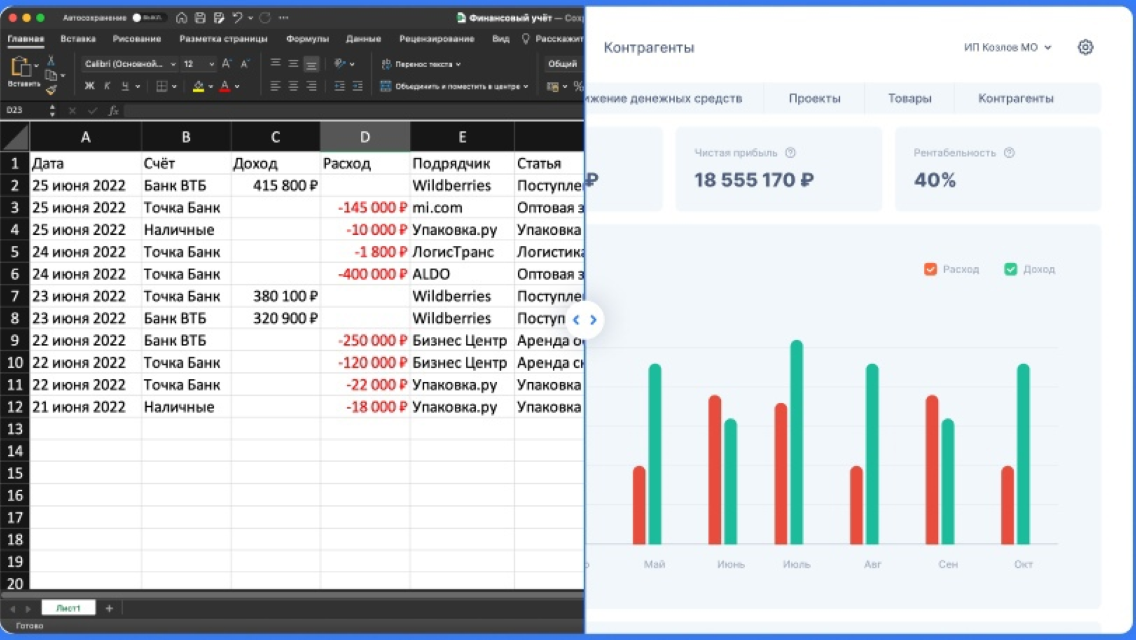 Автосохранение
Финансовый учёт — Сохр
Главная Вставка Рисование Разметка страницы Формулы Данные Рецензирование Вид Расскажит
Вставить
Calibri (Основной... 12
Перенос текста
Общий
Ж К Ч
А
Объединить и поместить в центре
%
D23
fx
A B C D E
1 Дата Счёт Доход Расход Подрядчик Статья
2 25 июня 2022 Банк ВТБ 415 800 ₽ Wildberries Поступле
3 25 июня 2022 Точка Банк -145 000 ₽ mi.com Оптовая з
4 25 июня 2022 Наличные -10 000 ₽ Упаковка.ру Упаковка
5 24 июня 2022 Точка Банк -1 800 ₽ ЛогисТранс Логистика
6 24 июня 2022 Точка Банк -400 000 ₽ ALDO Оптовая з
7 23 июня 2022 Точка Банк 380 100 ₽ Wildberries Поступле
8 23 июня 2022 Банк ВТБ 320 900 ₽ Wildberries Поступ
9 22 июня 2022 Банк ВТБ -250 000 ₽ Бизнес Центр Аренда о
10 22 июня 2022 Точка Банк -120 000 ₽ Бизнес Центр Аренда ск
11 22 июня 2022 Точка Банк -22 000 ₽ Упаковка.ру Упаковка
12 21 июня 2022 Наличные -18 000 ₽ Упаковка.ру Упаковка
13
14
15
16
17
18
19
20
Лист1 +
Готово
Контрагенты
ИП Козлов МО
ижение денежных средств Проекты Товары Контрагенты
₽
Чистая прибыль ?
18 555 170 ₽
Рентабельность ?
40%
Расход Доход
Май Июнь Июль Авг Сен Окт